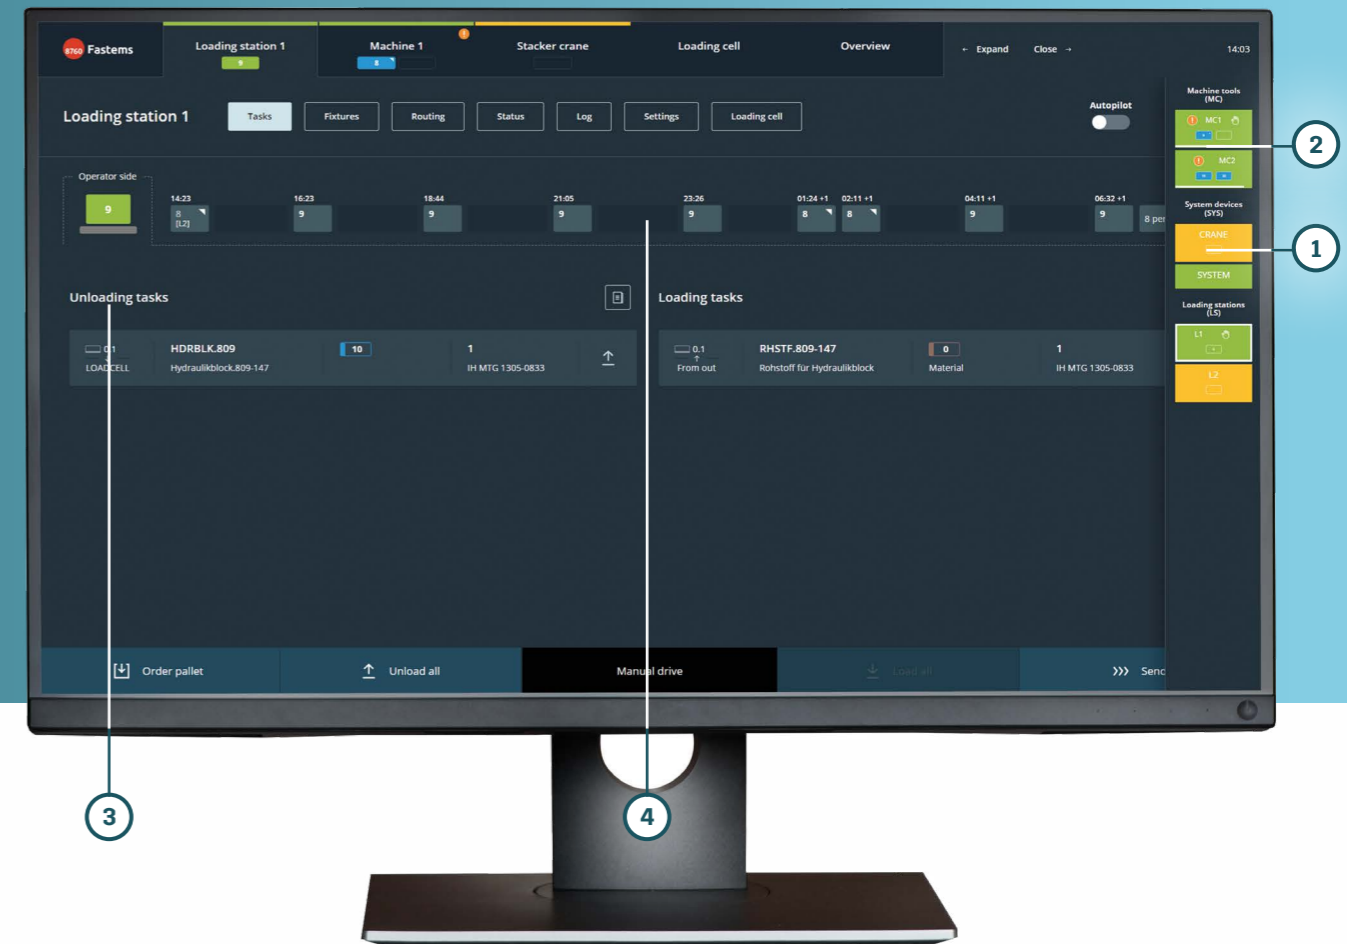 8760 Fastems
Loading station 1
9
Machine 1
8
Stacker crane
Loading cell
Overview
← Expand
Close →
14:03
Loading station 1
Tasks
Fixtures
Routing
Status
Log
Settings
Loading cell
Autopilot
Operator side
9
14:23
8
[L2]
16:23
9
18:44
9
21:05
9
23:26
9
01:24 +1
8
02:11 +1
8
04:11 +1
9
06:32 +1
9
8 per
Unloading tasks
0.1
LOADCELL
HDRBLK.809
Hydraulikblock.809-147
10
1
IH MTG 1305-0833
Loading tasks
0.1
From out
RHSTF.809-147
Rohstoff für Hydraulikblock
0
Material
1
IH MTG 1305-0833
Order pallet
Unload all
Manual drive
Load all
>>> Send
Machine tools
(MC)
MC1
MC2
System devices
(SYS)
CRANE
SYSTEM
Loading stations
(LS)
L1
L2
2
1
3
4